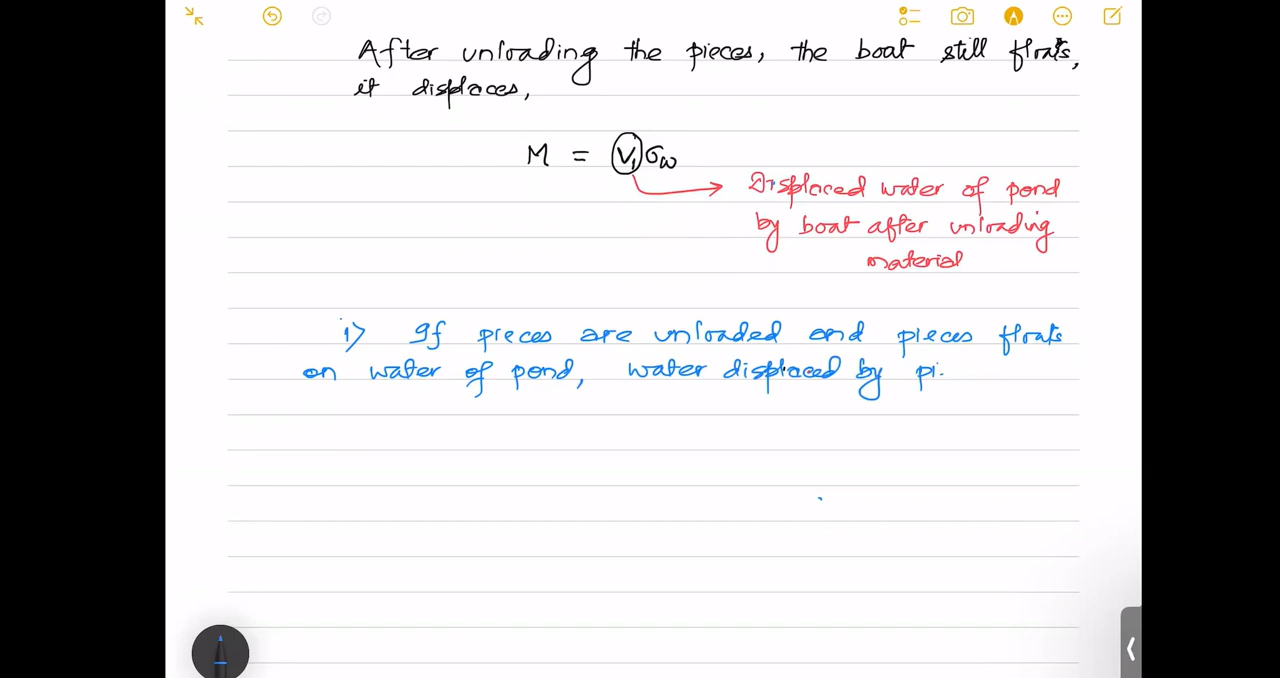 After unloading the pieces, the boat still floats,
it displaces,
M = V₁σw
Displaced water of pond
by boat after unloading
material
i) If pieces are unloaded and pieces floats
on water of pond, water displaced by pi